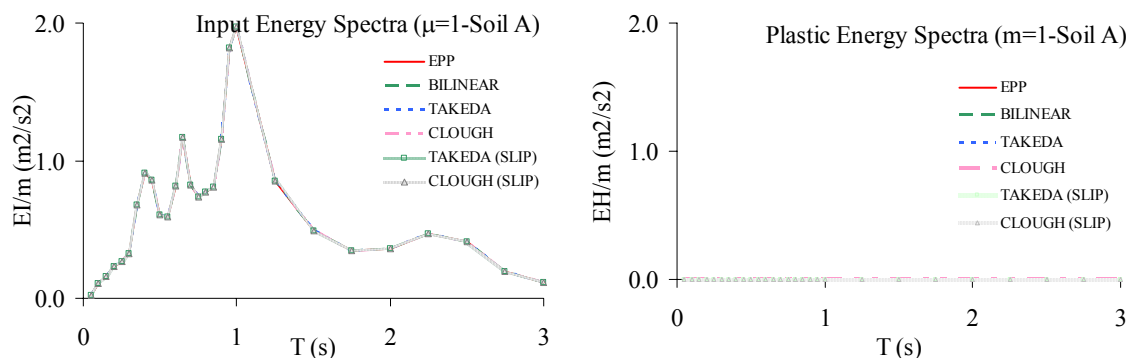 Input Energy Spectra (μ=1-Soil A)
EI/m (m2/s2)
2.0
1.0
0.0
EPP
BILINEAR
TAKEDA
CLOUGH
TAKEDA (SLIP)
CLOUGH (SLIP)
0 1 2 3
T (s)
Plastic Energy Spectra (m=1-Soil A)
EH/m (m2/s2)
2.0
1.0
0.0
EPP
BILINEAR
TAKEDA
CLOUGH
TAKEDA (SLIP)
CLOUGH (SLIP)
0 1 2 3
T (s)